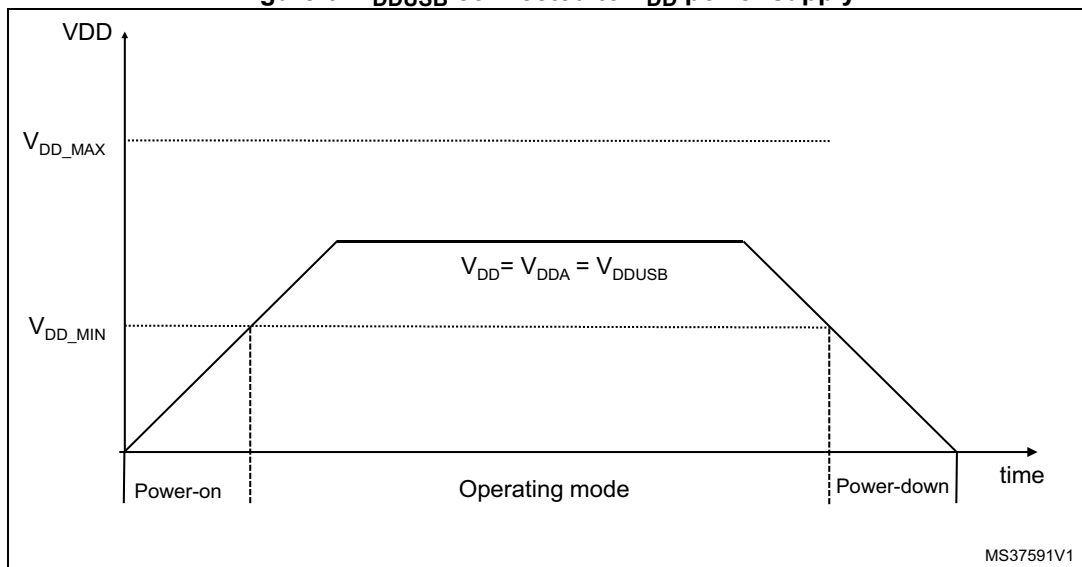 VDD
V_DD_MAX
V_DD = V_DDA = V_DDUSB
V_DD_MIN
time
Power-on Operating mode Power-down
MS37591V1